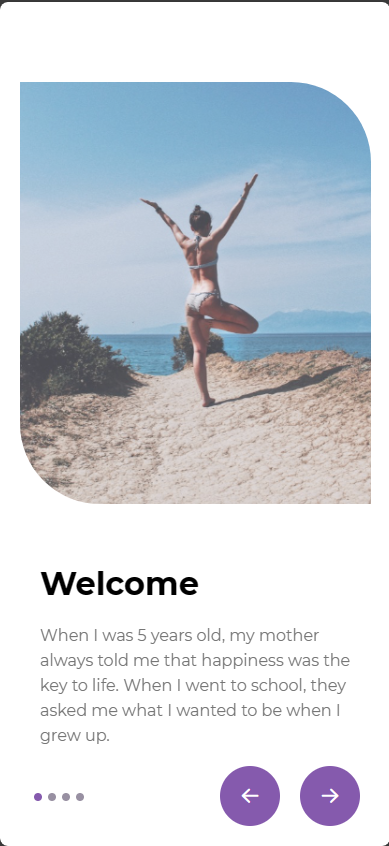 Welcome
When I was 5 years old, my mother
always told me that happiness was the
key to life. When I went to school, they
asked me what I wanted to be when I
grew up.